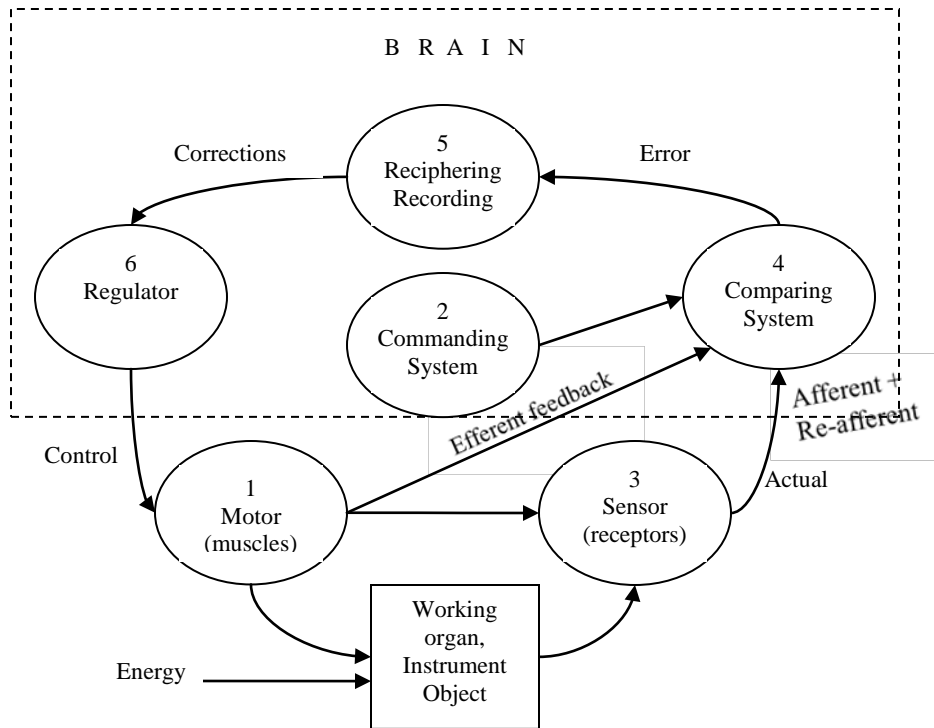 B R A I N
5
Reciphering
Recording
Corrections
Error
6
Regulator
4
Comparing
System
2
Commanding
System
Efferent feedback
Afferent +
Re-afferent
Control
Actual
1
Motor
(muscles)
3
Sensor
(receptors)
Working
organ,
Instrument
Object
Energy